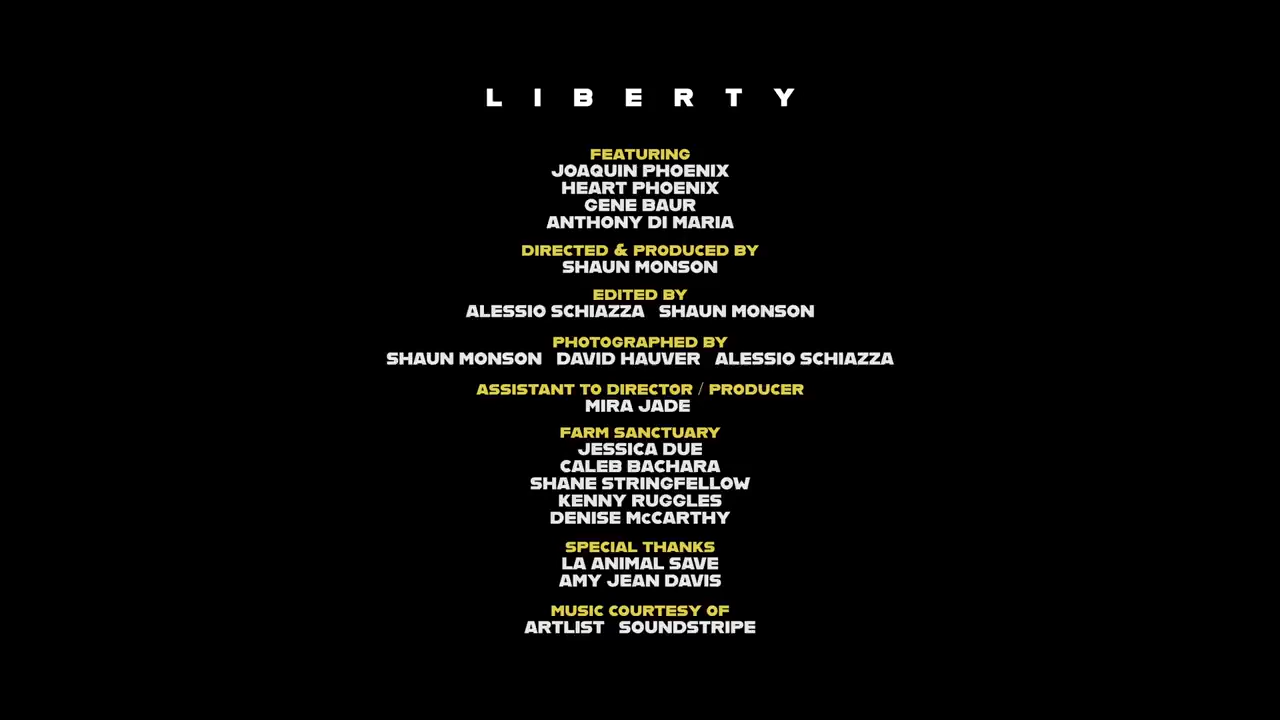 LIBERTY
FEATURING
JOAQUIN PHOENIX
HEART PHOENIX
GENE BAUR
ANTHONY DI MARIA
DIRECTED & PRODUCED BY
SHAUN MONSON
EDITED BY
ALESSIO SCHIAZZA SHAUN MONSON
PHOTOGRAPHED BY
SHAUN MONSON DAVID HAUVER ALESSIO SCHIAZZA
ASSISTANT TO DIRECTOR / PRODUCER
MIRA JADE
FARM SANCTUARY
JESSICA DUE
CALEB BACHARA
SHANE STRINGFELLOW
KENNY RUGGLES
DENISE McCARTHY
SPECIAL THANKS
LA ANIMAL SAVE
AMY JEAN DAVIS
MUSIC COURTESY OF
ARTLIST SOUNDSTRIPE